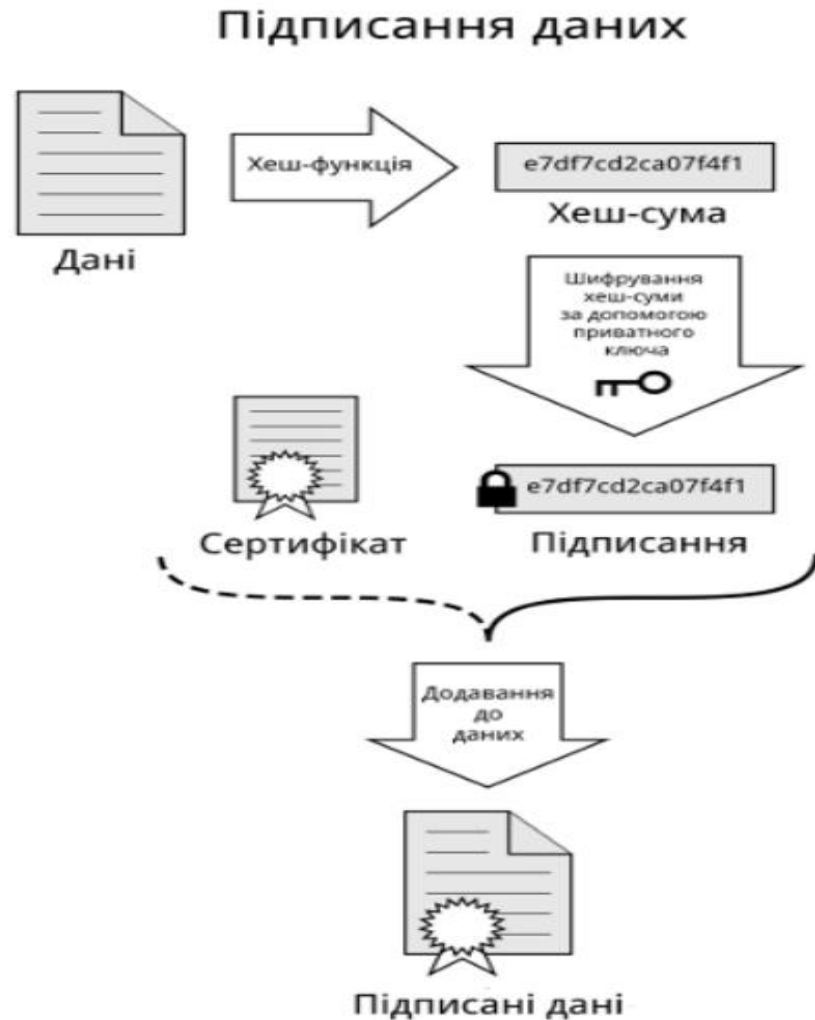 Підписання даних
Хеш-функція
e7df7cd2ca07f4f1
Дані
Хеш-сума
Шифрування
хеш-суми
за допомогою
приватного
ключа
e7df7cd2ca07f4f1
Сертифікат
Підписання
Додавання
до
даних
Підписані дані